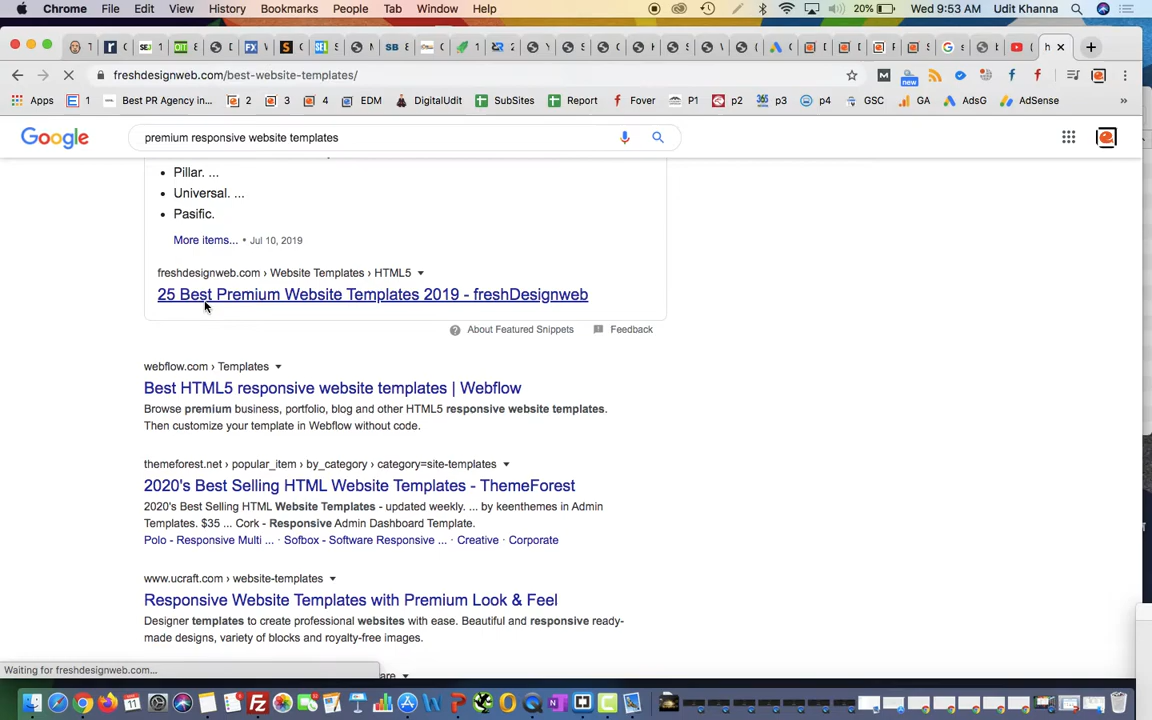 Chrome File Edit View History Bookmarks People Tab Window Help 20% Wed 9:53 AM Udit Khanna
freshdesignweb.com/best-website-templates/
new
Apps 1 Best PR Agency in... 2 3 4 EDM DigitalUdit SubSites Report Fover P1 p2 p3 p4 GSC GA AdsG AdSense »
Google premium responsive website templates
• Pillar. ...
• Universal. ...
• Pasific.
More items... • Jul 10, 2019
freshdesignweb.com › Website Templates › HTML5
25 Best Premium Website Templates 2019 - freshDesignweb
About Featured Snippets Feedback
webflow.com › Templates
Best HTML5 responsive website templates | Webflow
Browse premium business, portfolio, blog and other HTML5 responsive website templates.
Then customize your template in Webflow without code.
themeforest.net › popular_item › by_category › category=site-templates
2020's Best Selling HTML Website Templates - ThemeForest
2020's Best Selling HTML Website Templates - updated weekly. ... by keenthemes in Admin
Templates. $35 ... Cork - Responsive Admin Dashboard Template.
Polo - Responsive Multi ... · Sofbox - Software Responsive ... · Creative · Corporate
www.ucraft.com › website-templates
Responsive Website Templates with Premium Look & Feel
Designer templates to create professional websites with ease. Beautiful and responsive ready-
made designs, variety of blocks and royalty-free images.
Waiting for freshdesignweb.com...